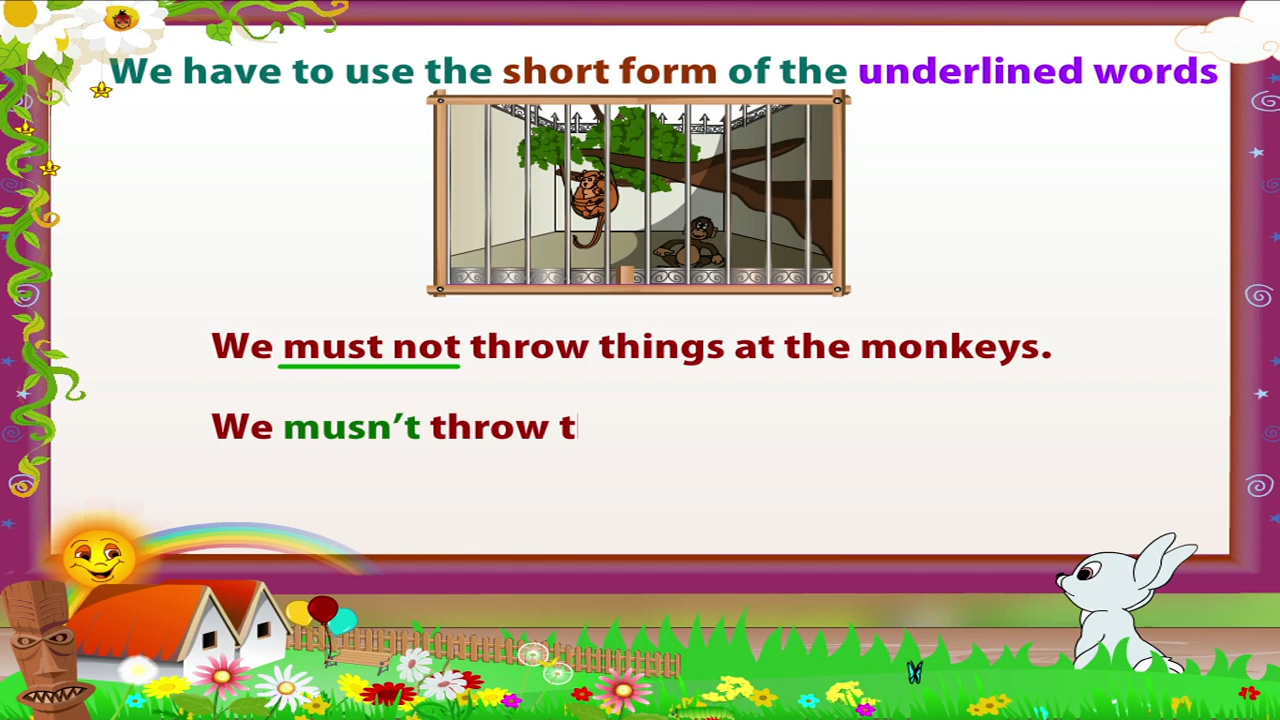 We have to use the short form of the underlined words
We must not throw things at the monkeys.
We musn’t throw t